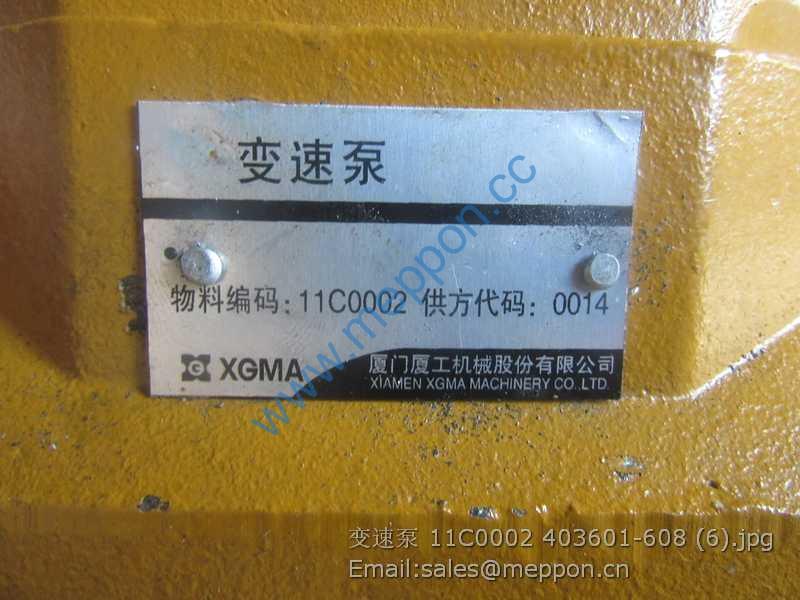 变速泵
物料编码: 11C0002 供方代码: 0014
G XGMA
厦门厦工机械股份有限公司
XIAMEN XGMA MACHINERY CO. LTD.
www.meppon.cc
变速泵 11C0002 403601-608 (6).jpg
Email:sales@meppon.cn